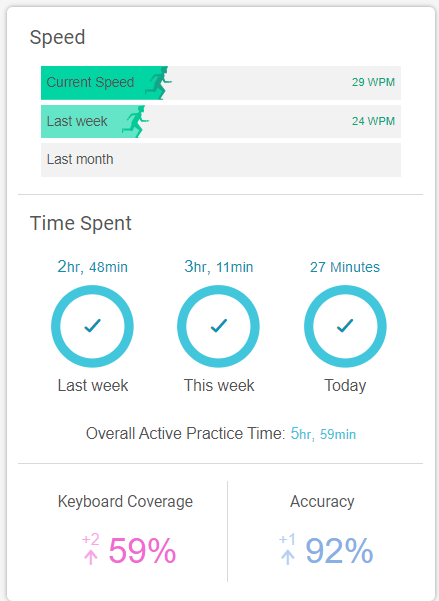 Speed
Current Speed 29 WPM
Last week 24 WPM
Last month
Time Spent
2hr, 48min 3hr, 11min 27 Minutes
Last week This week Today
Overall Active Practice Time: 5hr, 59min
Keyboard Coverage Accuracy
+2 59% +1 92%